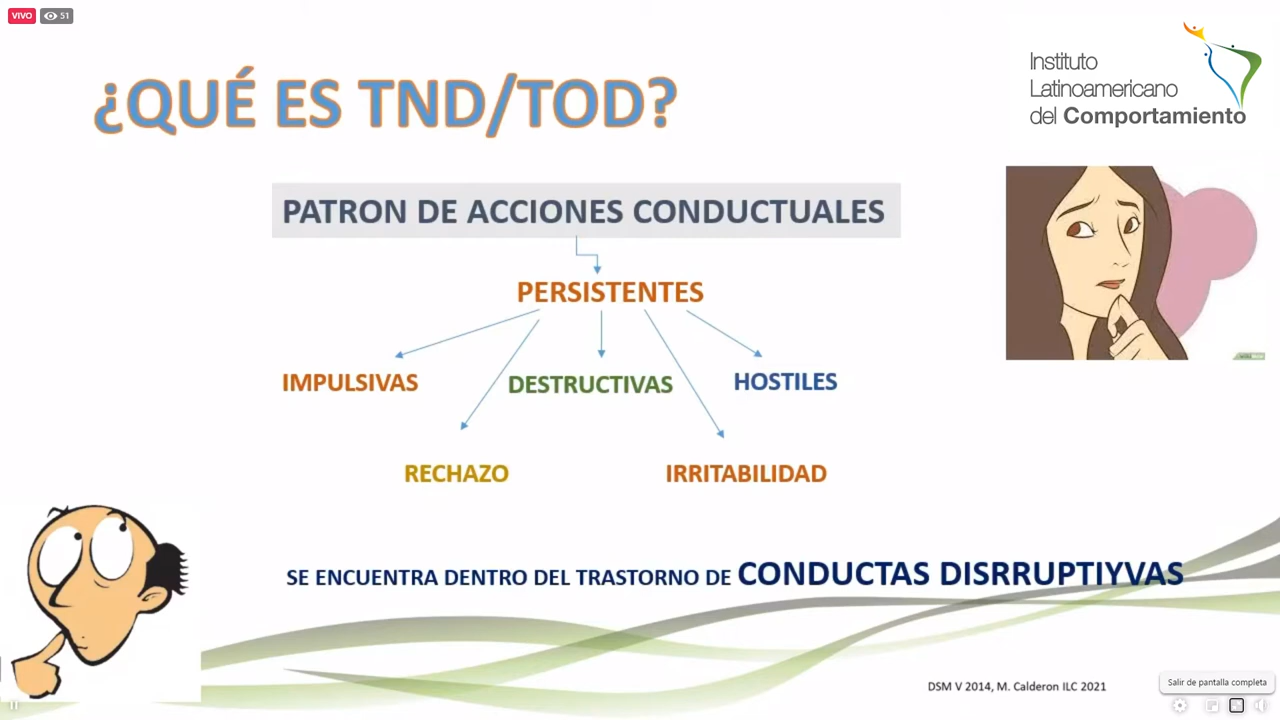 VIVO 51
Instituto
Latinoamericano
del Comportamiento
¿QUÉ ES TND/TOD?
PATRON DE ACCIONES CONDUCTUALES
PERSISTENTES
IMPULSIVAS DESTRUCTIVAS HOSTILES
RECHAZO IRRITABILIDAD
SE ENCUENTRA DENTRO DEL TRASTORNO DE CONDUCTAS DISRRUPTIYVAS
DSM V 2014, M. Calderon ILC 2021
Salir de pantalla completa